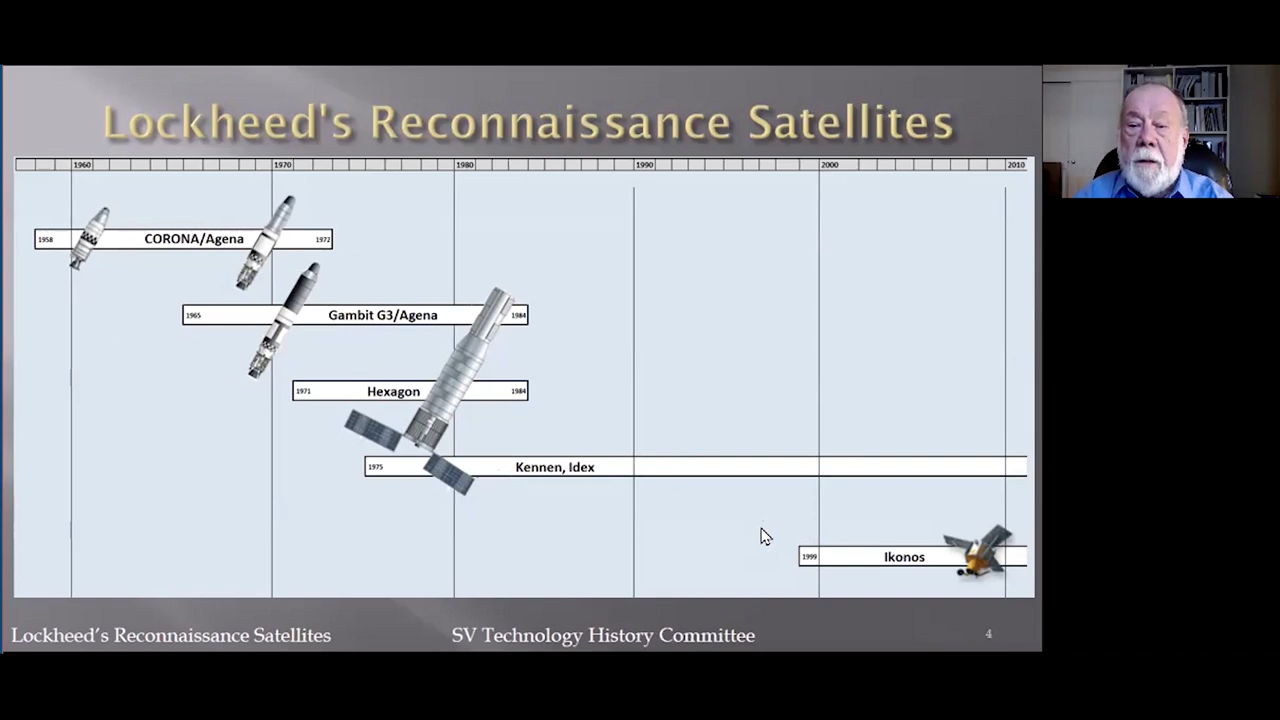 Lockheed's Reconnaissance Satellites
1960 1970 1980 1990 2000 2010
1958 CORONA/Agena 1972
1965 Gambit G3/Agena 1984
1971 Hexagon 1984
1975 Kennen, Idex
1999 Ikonos
Lockheed’s Reconnaissance Satellites SV Technology History Committee 4